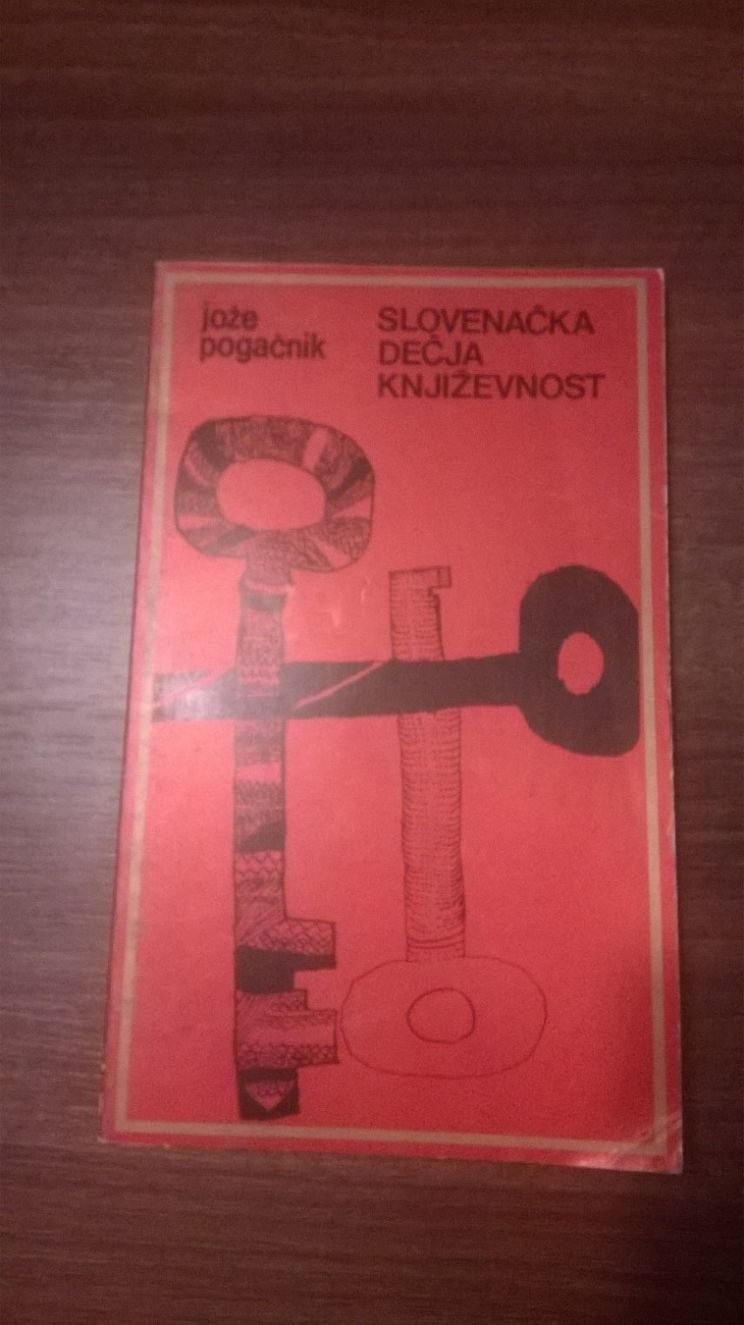 jože
pogačnik
SLOVENAČKA
DEČJA
KNJIŽEVNOST